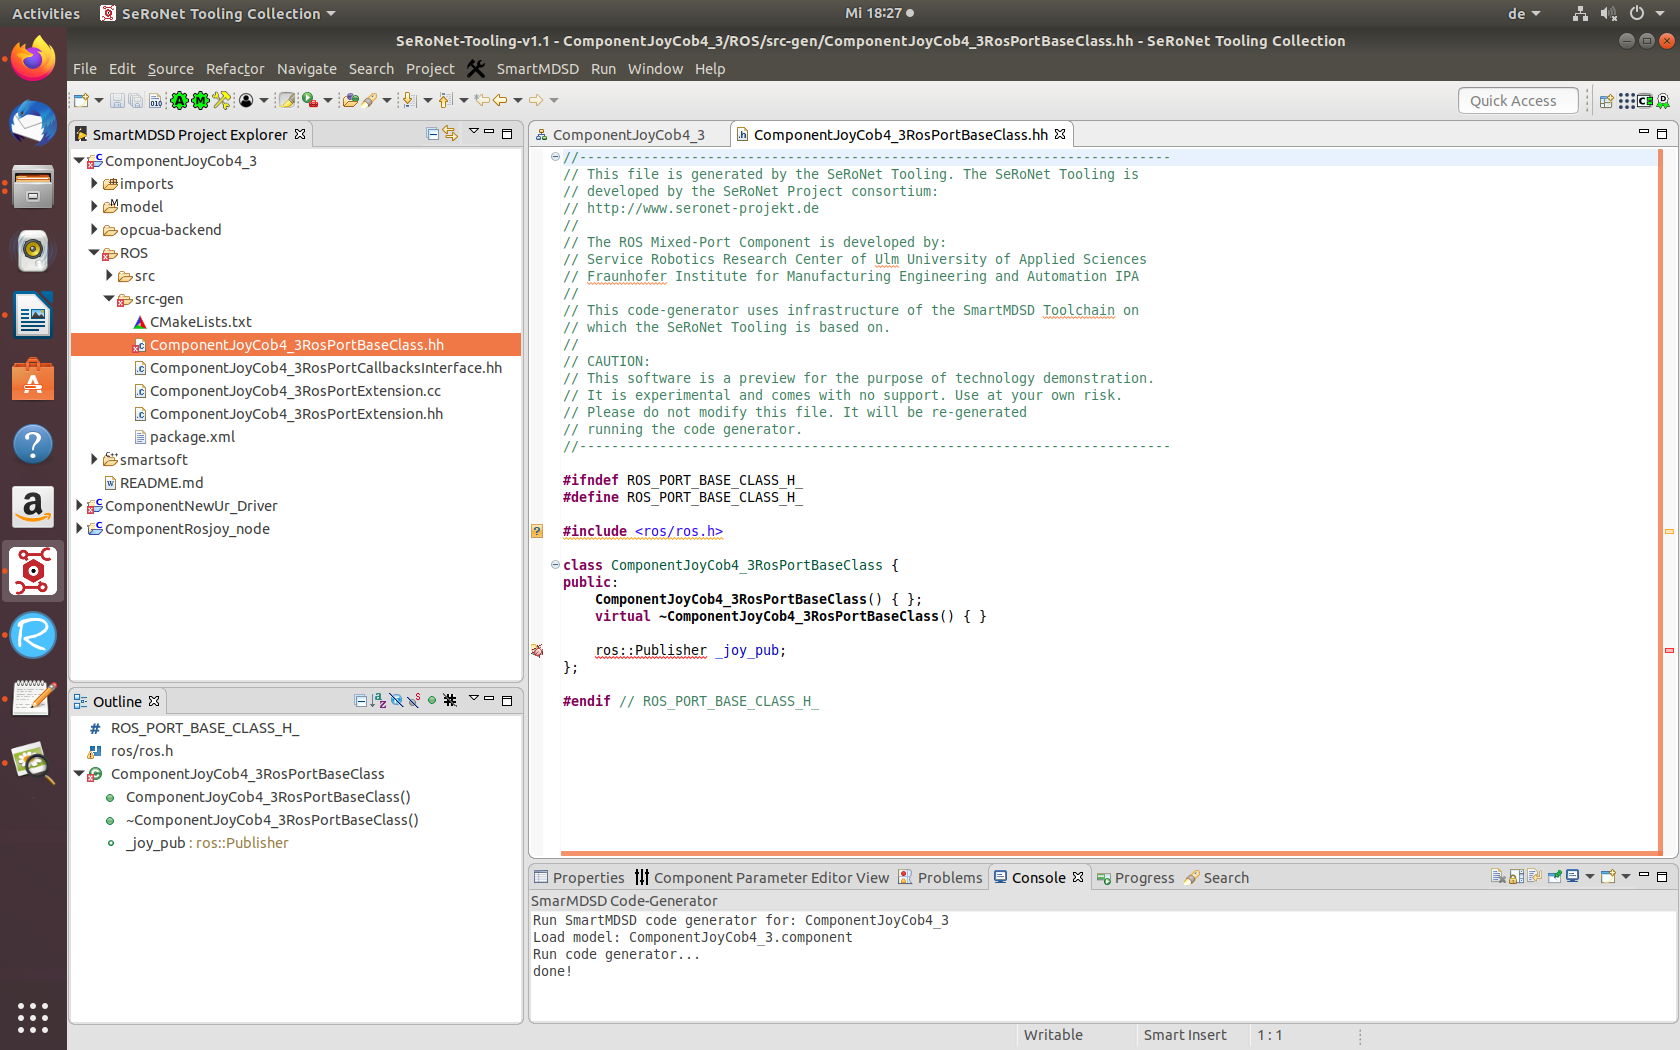 Activities
SeRoNet Tooling Collection
Mi 18:27
de
SeRoNet-Tooling-v1.1 - ComponentJoyCob4_3/ROS/src-gen/ComponentJoyCob4_3RosPortBaseClass.hh - SeRoNet Tooling Collection
File Edit Source Refactor Navigate Search Project SmartMDSD Run Window Help
Quick Access
SmartMDSD Project Explorer
ComponentJoyCob4_3
imports
model
opcua-backend
ROS
src
src-gen
CMakeLists.txt
ComponentJoyCob4_3RosPortBaseClass.hh
ComponentJoyCob4_3RosPortCallbacksInterface.hh
ComponentJoyCob4_3RosPortExtension.cc
ComponentJoyCob4_3RosPortExtension.hh
package.xml
smartsoft
README.md
ComponentNewUr_Driver
ComponentRosjoy_node
Outline
ROS_PORT_BASE_CLASS_H_
ros/ros.h
ComponentJoyCob4_3RosPortBaseClass
ComponentJoyCob4_3RosPortBaseClass()
~ComponentJoyCob4_3RosPortBaseClass()
_joy_pub : ros::Publisher
ComponentJoyCob4_3
ComponentJoyCob4_3RosPortBaseClass.hh
//--------------------------------------------------------------------------
// This file is generated by the SeRoNet Tooling. The SeRoNet Tooling is
// developed by the SeRoNet Project consortium:
// http://www.seronet-projekt.de
//
// The ROS Mixed-Port Component is developed by:
// Service Robotics Research Center of Ulm University of Applied Sciences
// Fraunhofer Institute for Manufacturing Engineering and Automation IPA
//
// This code-generator uses infrastructure of the SmartMDSD Toolchain on
// which the SeRoNet Tooling is based on.
//
// CAUTION:
// This software is a preview for the purpose of technology demonstration.
// It is experimental and comes with no support. Use at your own risk.
// Please do not modify this file. It will be re-generated
// running the code generator.
//--------------------------------------------------------------------------
#ifndef ROS_PORT_BASE_CLASS_H_
#define ROS_PORT_BASE_CLASS_H_
#include <ros/ros.h>
class ComponentJoyCob4_3RosPortBaseClass {
public:
ComponentJoyCob4_3RosPortBaseClass() { };
virtual ~ComponentJoyCob4_3RosPortBaseClass() { }
ros::Publisher _joy_pub;
};
#endif // ROS_PORT_BASE_CLASS_H_
Properties
Component Parameter Editor View
Problems
Console
Progress
Search
SmarMDSD Code-Generator
Run SmartMDSD code generator for: ComponentJoyCob4_3
Load model: ComponentJoyCob4_3.component
Run code generator...
done!
Writable
Smart Insert
1 : 1